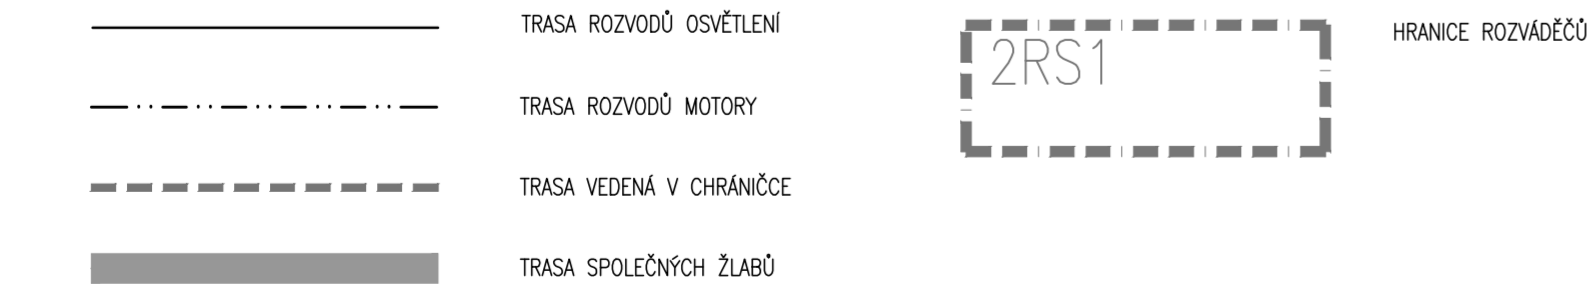 TRASA ROZVODŮ OSVĚTLENÍ
TRASA ROZVODŮ MOTORY
TRASA VEDENÁ V CHRÁNIČCE
TRASA SPOLEČNÝCH ŽLABŮ
2RS1
HRANICE ROZVÁDĚČŮ